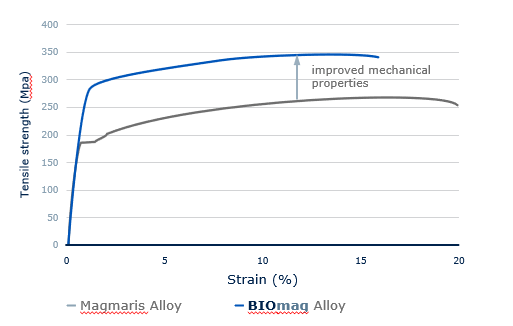 400
350
300
250
200
150
100
50
0
Tensile strength (Mpa)
improved mechanical
properties
0 5 10 15 20
Strain (%)
Magmaris Alloy BIOmag Alloy